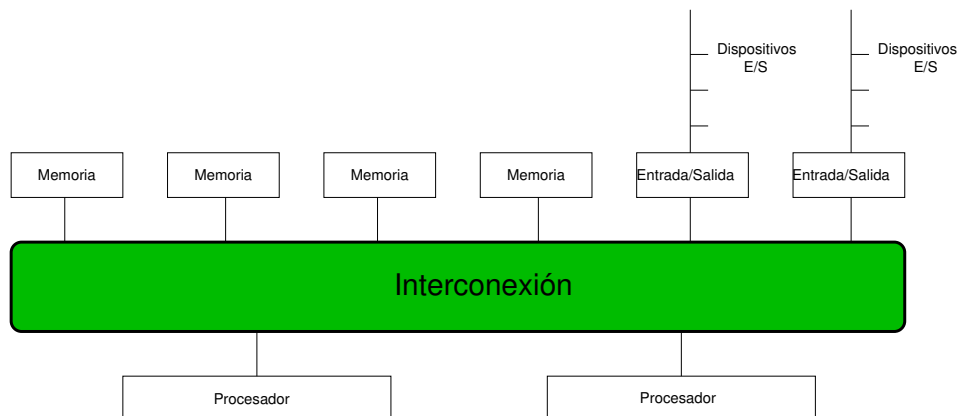 Dispositivos
E/S
Dispositivos
E/S
Memoria
Memoria
Memoria
Memoria
Entrada/Salida
Entrada/Salida
Interconexión
Procesador
Procesador